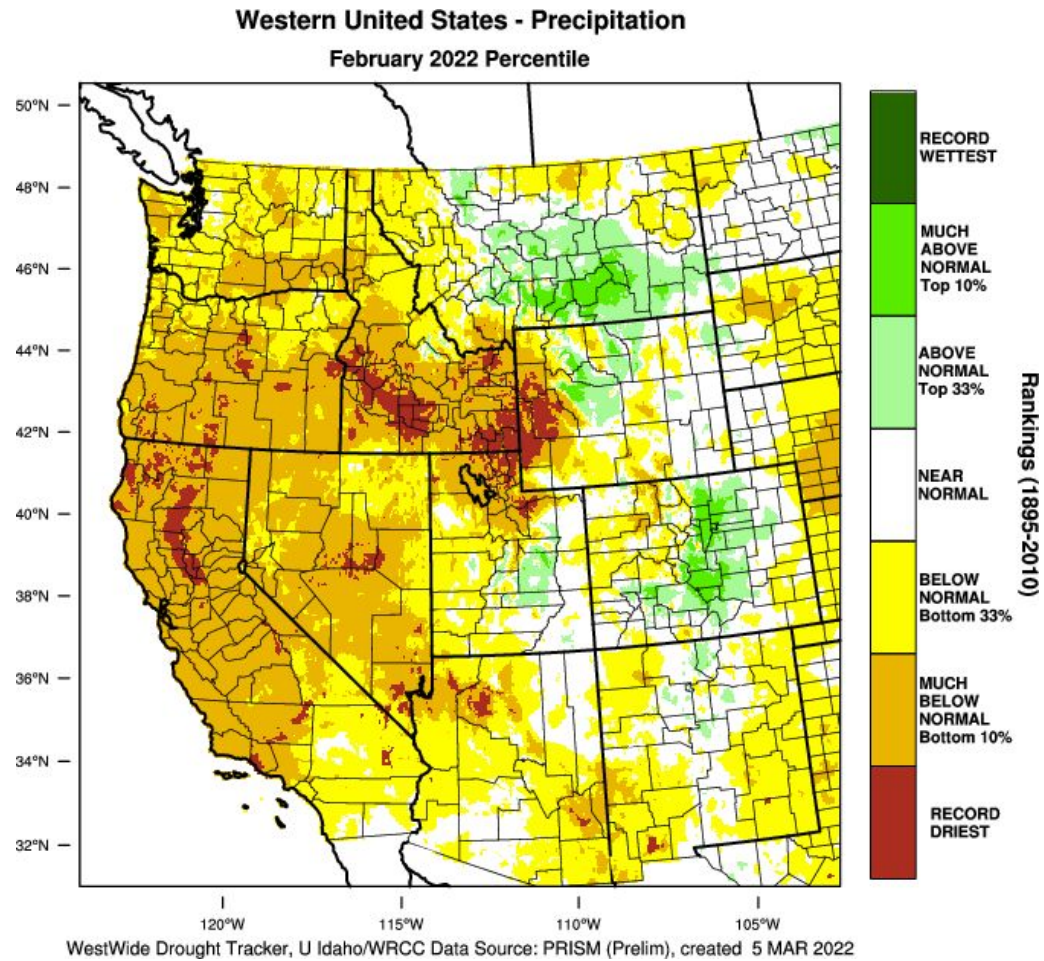 Western United States - Precipitation
February 2022 Percentile
50°N
48°N
46°N
44°N
42°N
40°N
38°N
36°N
34°N
32°N
120°W
115°W
110°W
105°W
RECORD
WETTEST
MUCH
ABOVE
NORMAL
Top 10%
ABOVE
NORMAL
Top 33%
NEAR
NORMAL
BELOW
NORMAL
Bottom 33%
MUCH
BELOW
NORMAL
Bottom 10%
RECORD
DRIEST
Rankings (1895-2010)
WestWide Drought Tracker, U Idaho/WRCC Data Source: PRISM (Prelim), created 5 MAR 2022